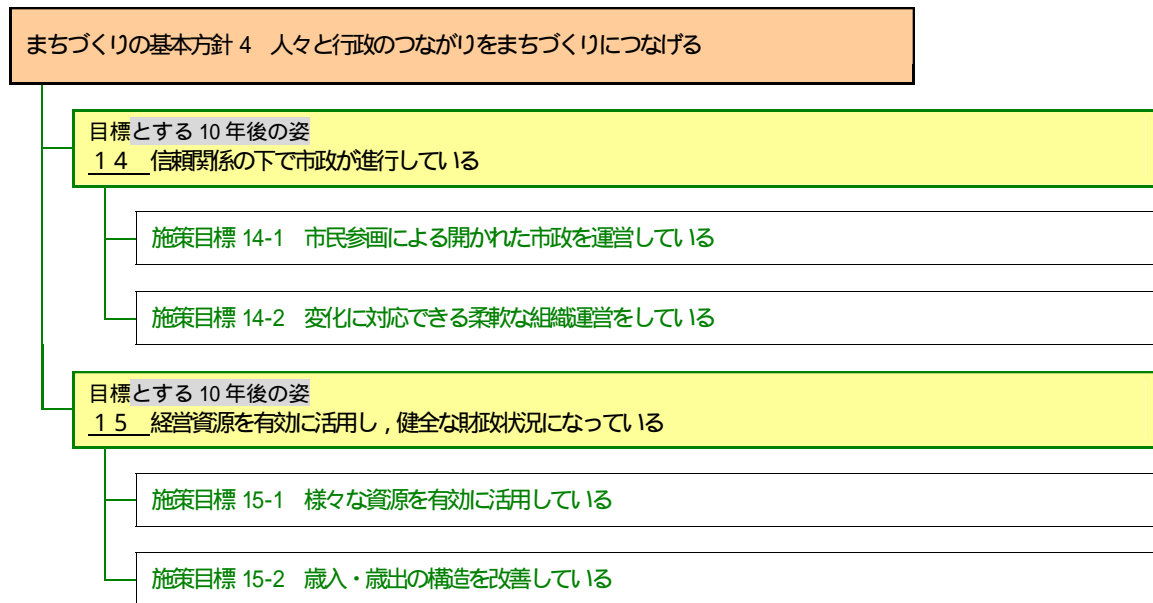 まちづくりの基本方針 4　人々と行政のつながりをまちづくりにつなげる
目標とする 10 年後の姿
１４　信頼関係の下で市政が進行している
施策目標 14-1　市民参画による開かれた市政を運営している
施策目標 14-2　変化に対応できる柔軟な組織運営をしている
目標とする 10 年後の姿
１５　経営資源を有効に活用し，健全な財政状況になっている
施策目標 15-1　様々な資源を有効に活用している
施策目標 15-2　歳入・歳出の構造を改善している